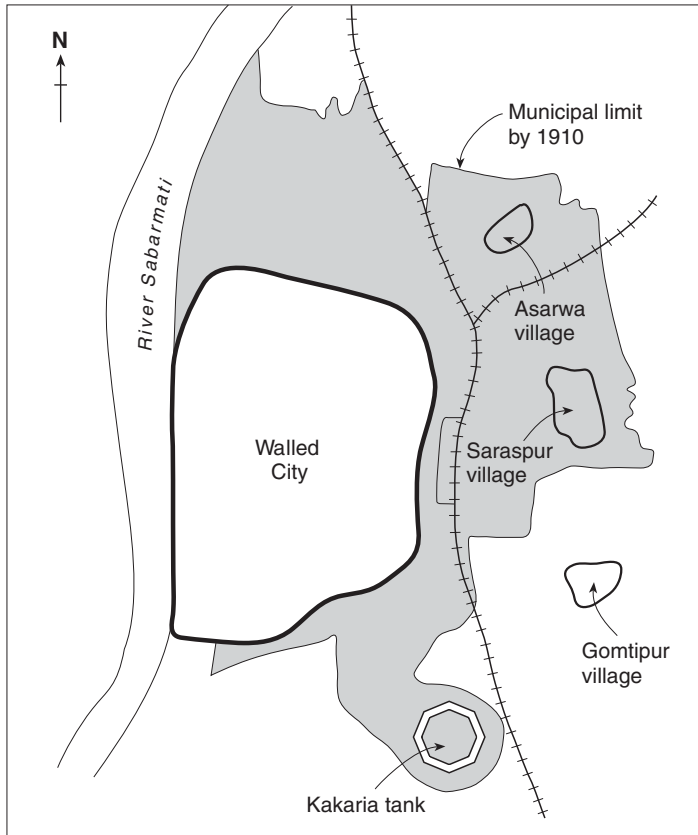 N
Municipal limit
by 1910
River Sabarmati
Asarwa
village
Walled
City
Saraspur
village
Gomtipur
village
Kakaria tank